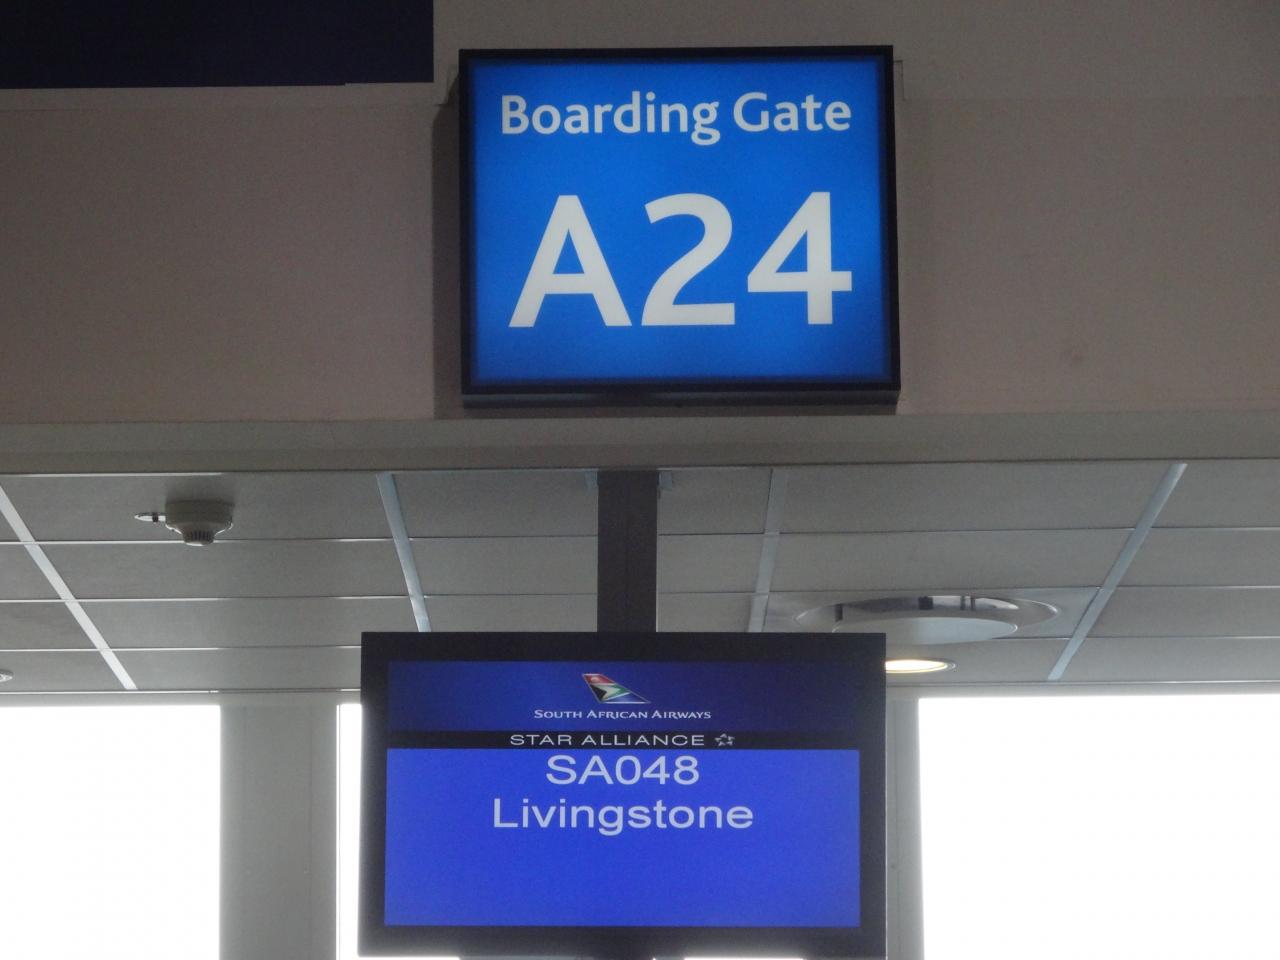 Boarding Gate
A24
SOUTH AFRICAN AIRWAYS
STAR ALLIANCE
SA048
Livingstone